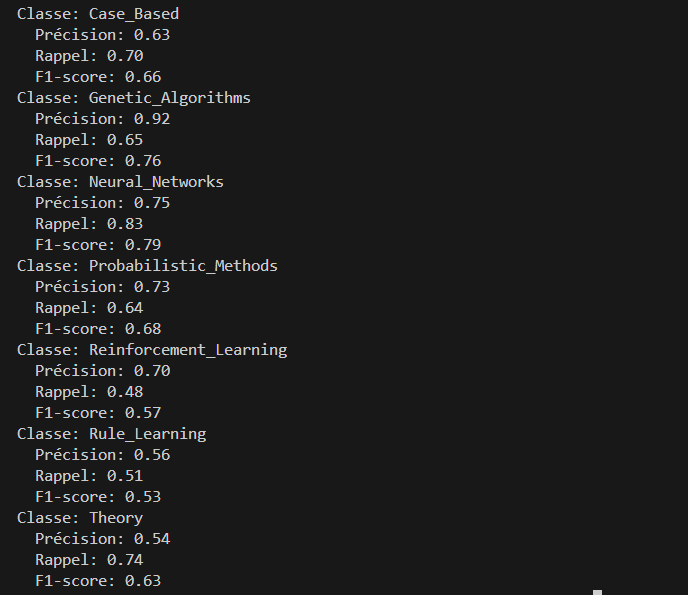 Classe: Case_Based
Précision: 0.63
Rappel: 0.70
F1-score: 0.66
Classe: Genetic_Algorithms
Précision: 0.92
Rappel: 0.65
F1-score: 0.76
Classe: Neural_Networks
Précision: 0.75
Rappel: 0.83
F1-score: 0.79
Classe: Probabilistic_Methods
Précision: 0.73
Rappel: 0.64
F1-score: 0.68
Classe: Reinforcement_Learning
Précision: 0.70
Rappel: 0.48
F1-score: 0.57
Classe: Rule_Learning
Précision: 0.56
Rappel: 0.51
F1-score: 0.53
Classe: Theory
Précision: 0.54
Rappel: 0.74
F1-score: 0.63